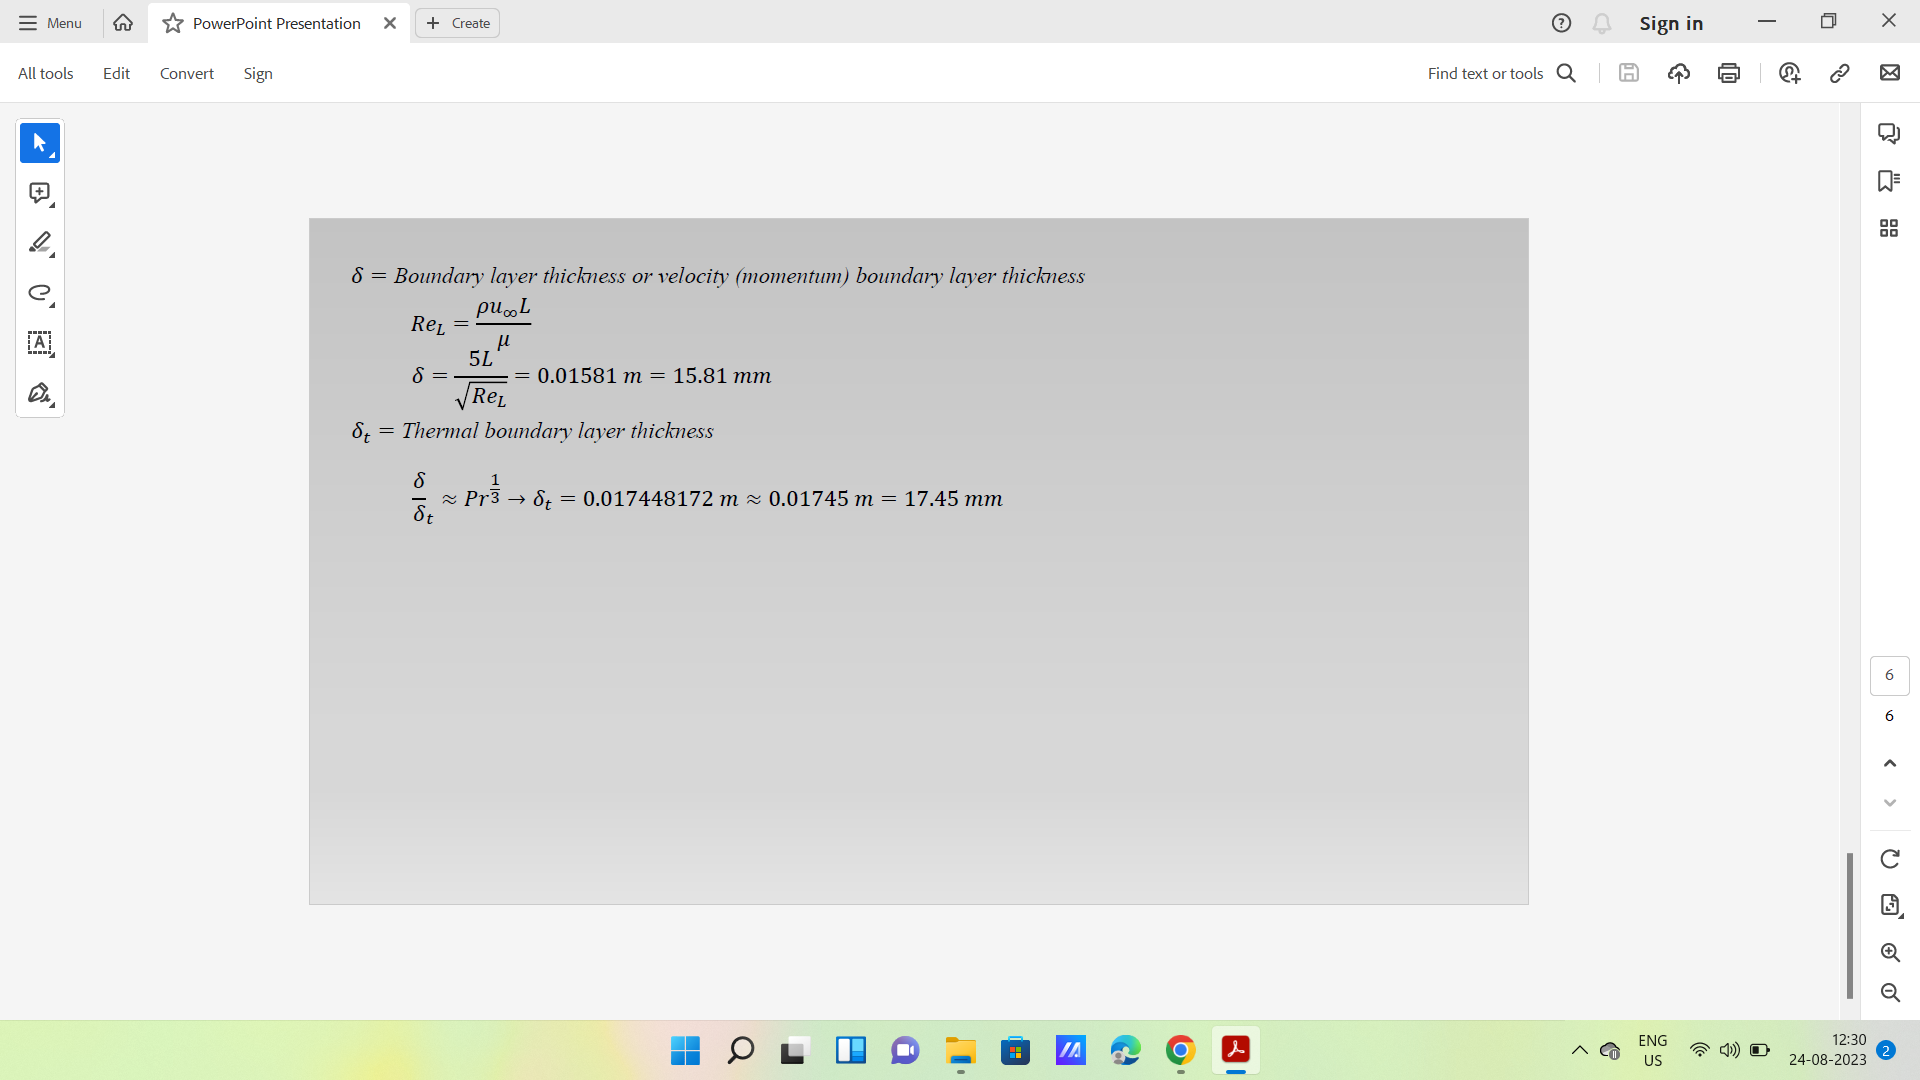 Menu
PowerPoint Presentation
Create
Sign in
All tools
Edit
Convert
Sign
Find text or tools
δ = Boundary layer thickness or velocity (momentum) boundary layer thickness
Re_L = ρu_∞L / μ
δ = 5L / √Re_L = 0.01581 m = 15.81 mm
δ_t = Thermal boundary layer thickness
δ / δ_t ≈ Pr^(1/3) → δ_t = 0.017448172 m ≈ 0.01745 m = 17.45 mm
A
6
6
ENG
US
12:30
24-08-2023
2